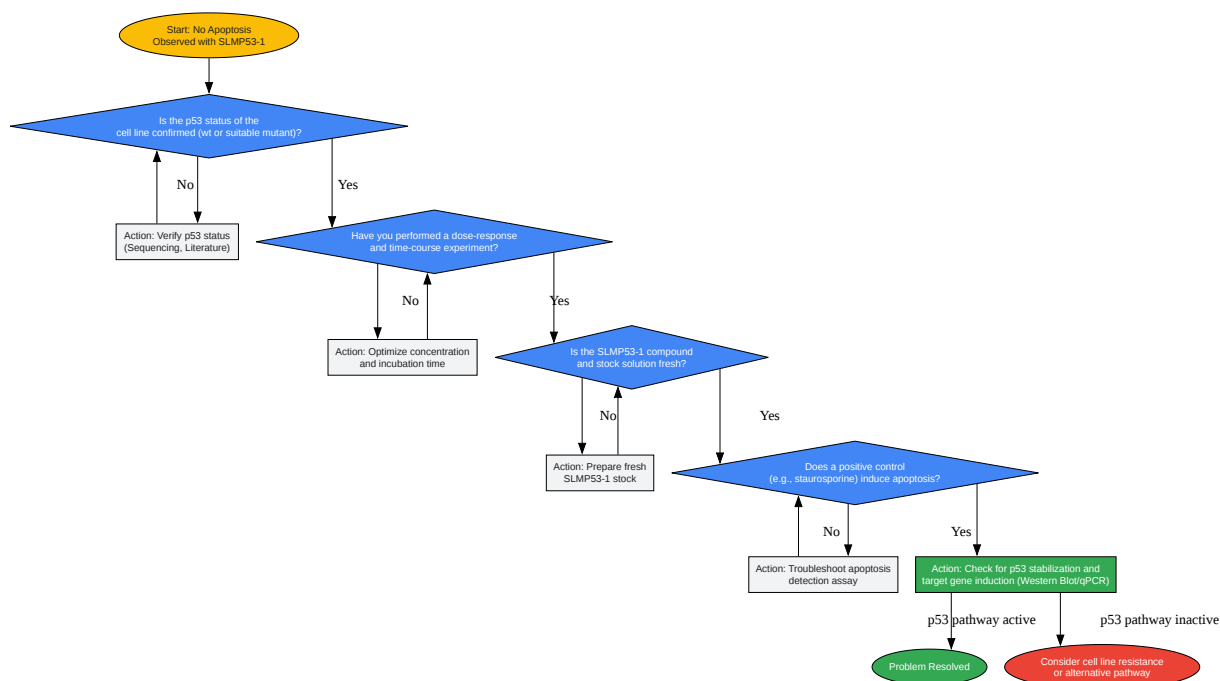 Start: No Apoptosis
Observed with SLMP53-1
Is the p53 status of the
cell line confirmed (wt or suitable mutant)?
No
Yes
Action: Verify p53 status
(Sequencing, Literature)
Have you performed a dose-response
and time-course experiment?
No
Yes
Action: Optimize concentration
and incubation time
Is the SLMP53-1 compound
and stock solution fresh?
No
Yes
Action: Prepare fresh
SLMP53-1 stock
Does a positive control
(e.g., staurosporine) induce apoptosis?
No
Yes
Action: Troubleshoot apoptosis
detection assay
Action: Check for p53 stabilization and
target gene induction (Western Blot/qPCR)
p53 pathway active
p53 pathway inactive
Problem Resolved
Consider cell line resistance
or alternative pathway